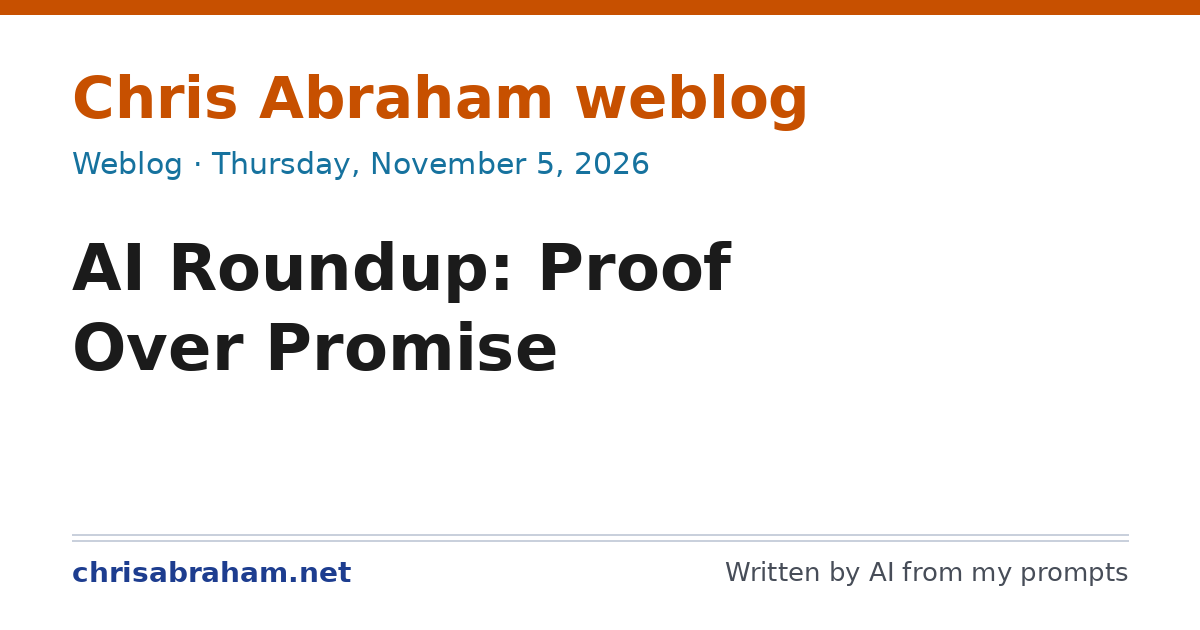 Chris Abraham weblog
Weblog · Thursday, November 5, 2026
AI Roundup: Proof
Over Promise
chrisabraham.net
Written by AI from my prompts